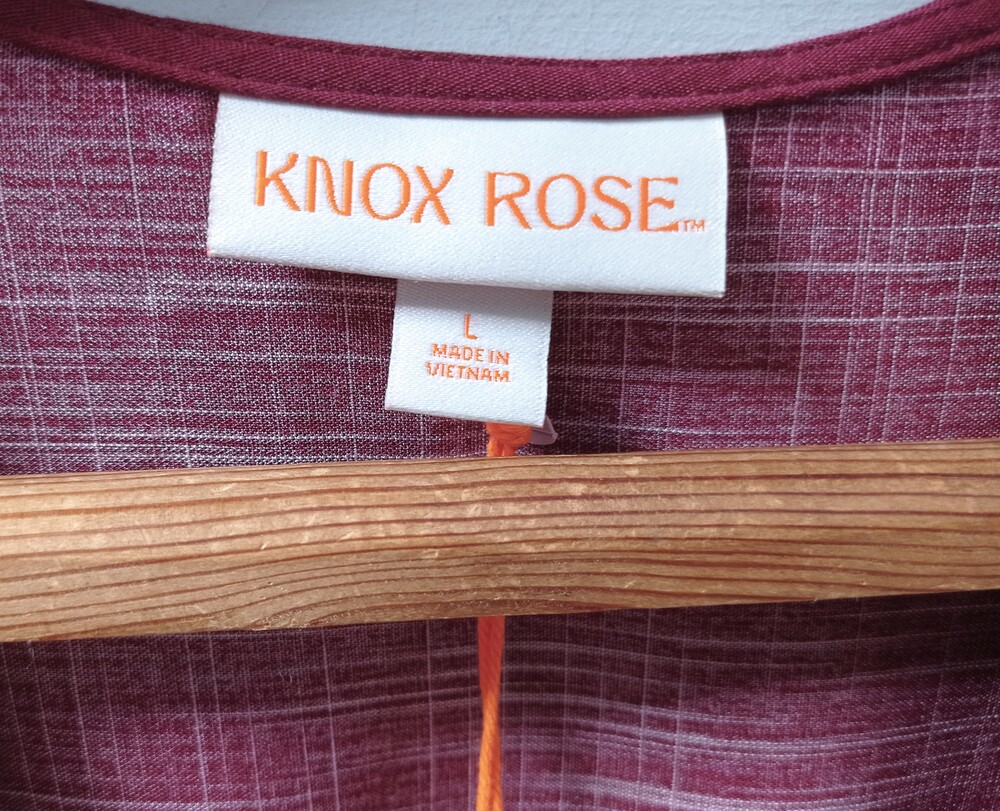 KNOX ROSE™
L
MADE IN
VIETNAM